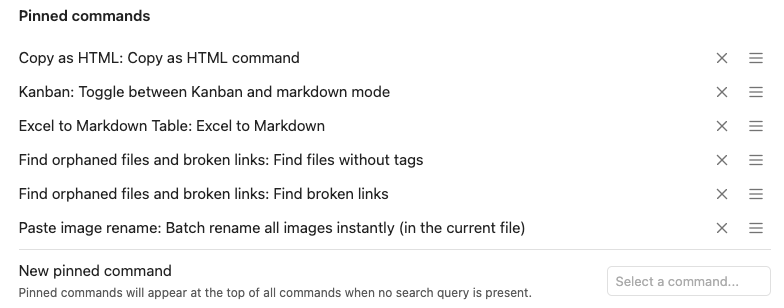 Pinned commands
Copy as HTML: Copy as HTML command
Kanban: Toggle between Kanban and markdown mode
Excel to Markdown Table: Excel to Markdown
Find orphaned files and broken links: Find files without tags
Find orphaned files and broken links: Find broken links
Paste image rename: Batch rename all images instantly (in the current file)
New pinned command
Pinned commands will appear at the top of all commands when no search query is present.
Select a command...